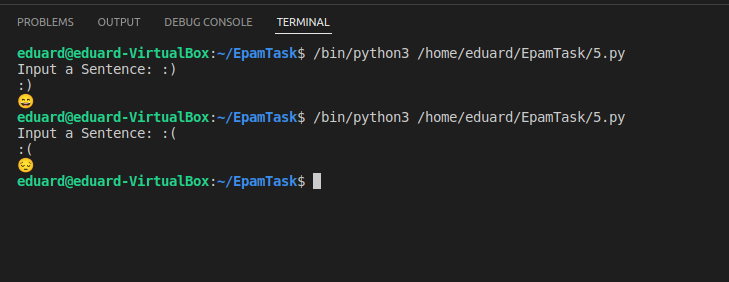 PROBLEMS OUTPUT DEBUG CONSOLE TERMINAL
eduard@eduard-VirtualBox:~/EpamTask$ /bin/python3 /home/eduard/EpamTask/5.py
Input a Sentence: :)
:)
😄
eduard@eduard-VirtualBox:~/EpamTask$ /bin/python3 /home/eduard/EpamTask/5.py
Input a Sentence: :(
:(
😔
eduard@eduard-VirtualBox:~/EpamTask$